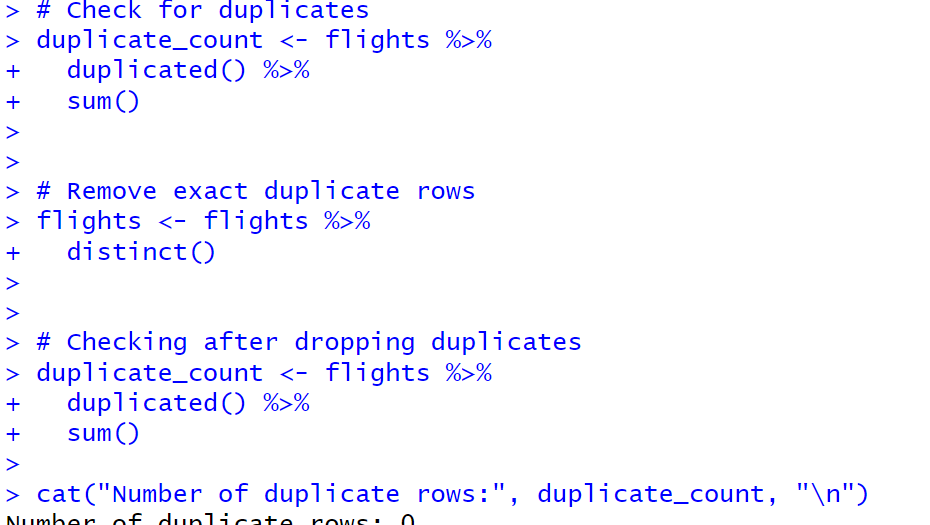 > # Check for duplicates
> duplicate_count <- flights %>%
+   duplicated() %>%
+   sum()
>
>
> # Remove exact duplicate rows
> flights <- flights %>%
+   distinct()
>
>
> # Checking after dropping duplicates
> duplicate_count <- flights %>%
+   duplicated() %>%
+   sum()
>
> cat("Number of duplicate rows:", duplicate_count, "\n")
Number of duplicate rows: 0